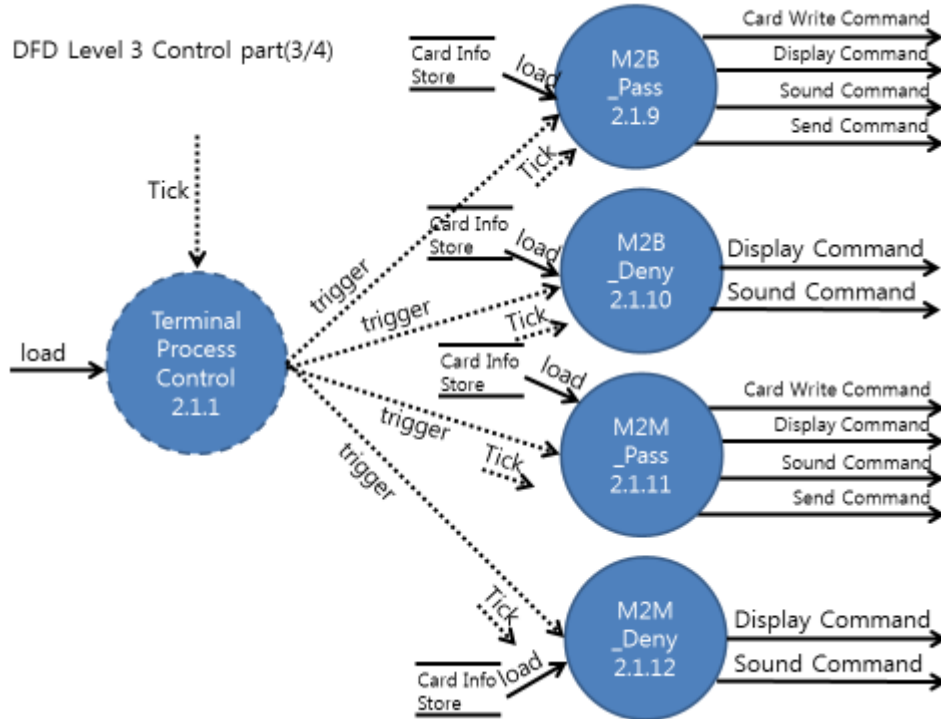 DFD Level 3 Control part(3/4)
Tick
load
Terminal
Process
Control
2.1.1
trigger
trigger
trigger
trigger
Card Info
Store
load
Tick
M2B
_Pass
2.1.9
Card Write Command
Display Command
Sound Command
Send Command
Card Info
Store
load
Tick
M2B
_Deny
2.1.10
Display Command
Sound Command
Card Info
Store
load
Tick
M2M
_Pass
2.1.11
Card Write Command
Display Command
Sound Command
Send Command
Tick
Card Info
Store
load
M2M
_Deny
2.1.12
Display Command
Sound Command